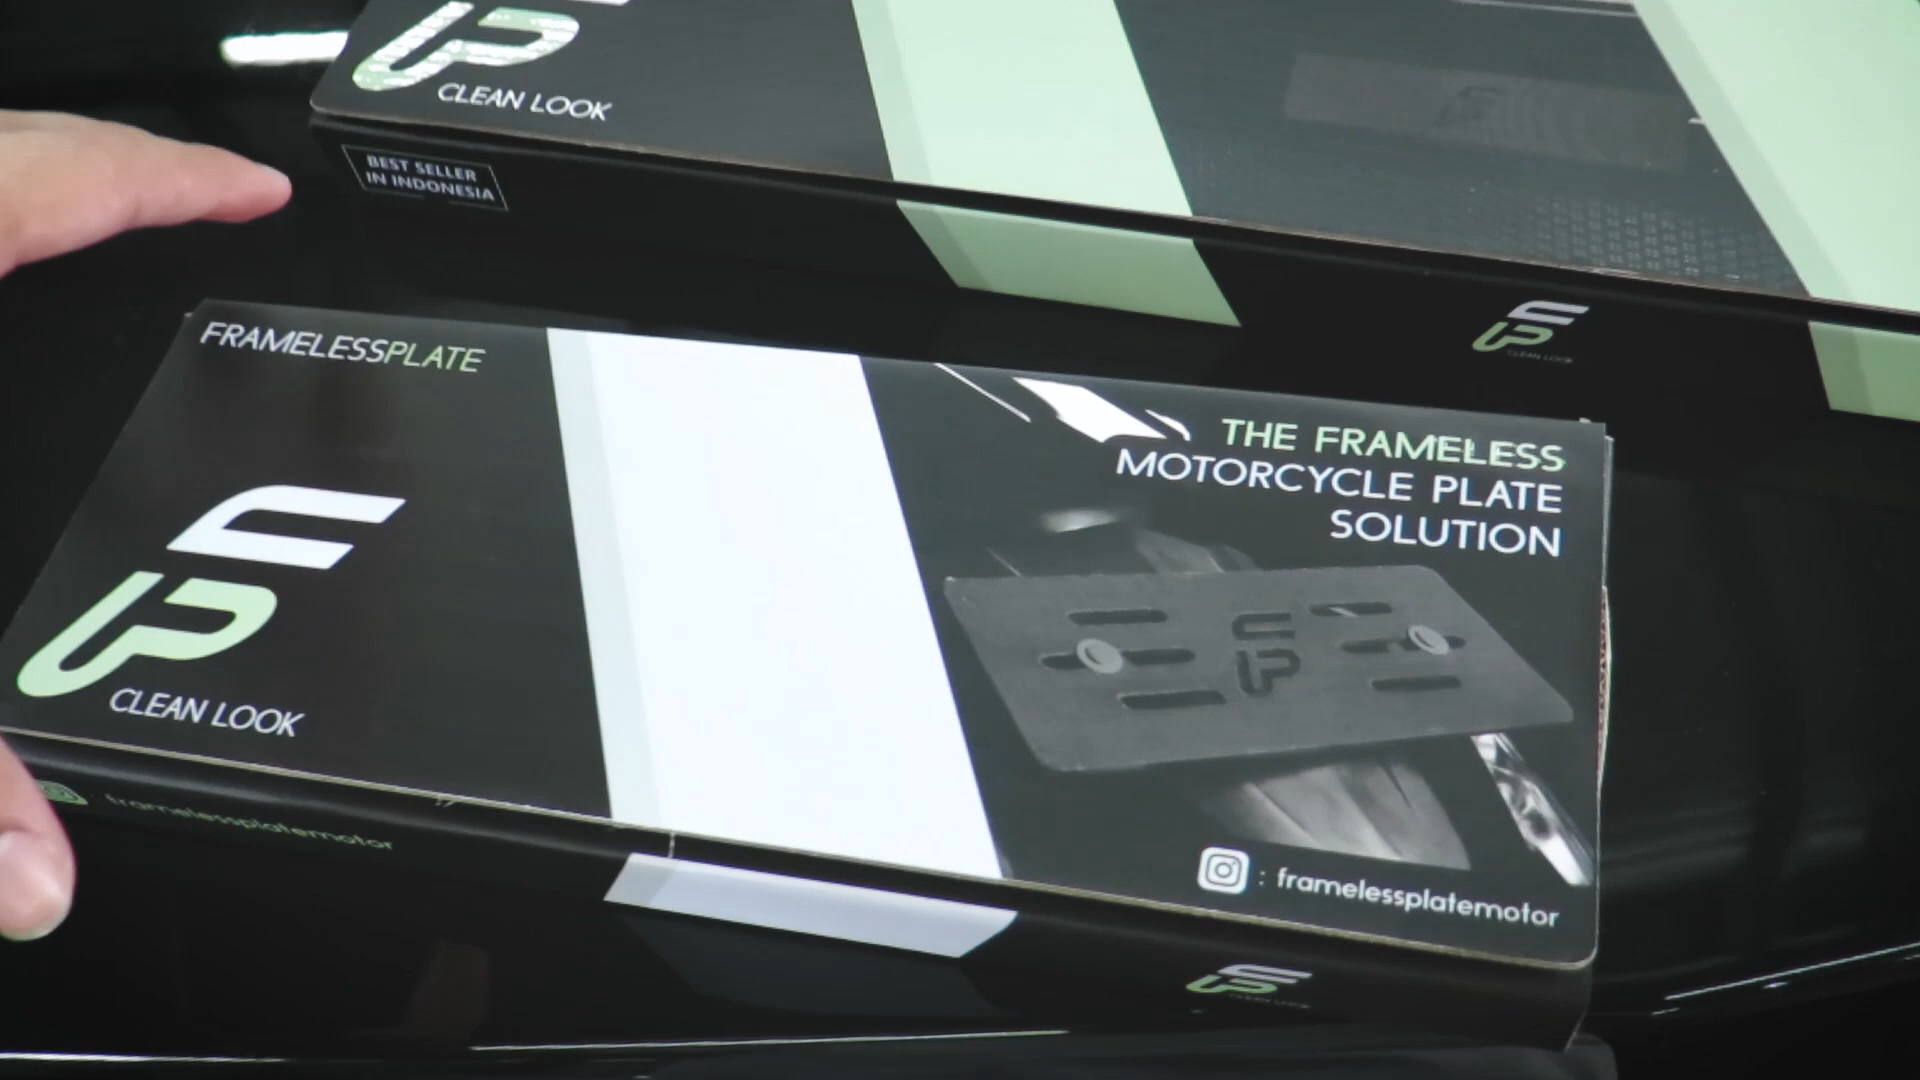 CLEAN LOOK
BEST SELLER
IN INDONESIA
CLEAN LOOK
FRAMELESSPLATE
CLEAN LOOK
THE FRAMELESS
MOTORCYCLE PLATE
SOLUTION
: framelessplatemotor
: framelessplatemotor
CLEAN LOOK